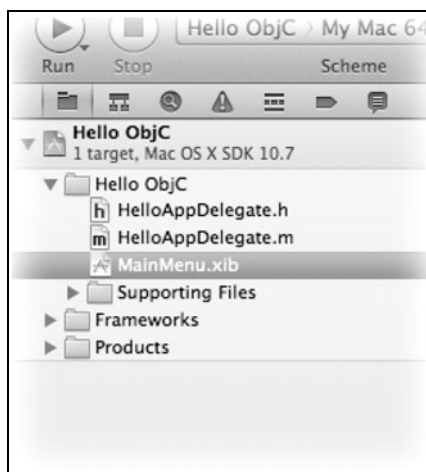 Hello ObjC › My Mac 64
Run Stop Scheme
Hello ObjC
1 target, Mac OS X SDK 10.7
Hello ObjC
h HelloAppDelegate.h
m HelloAppDelegate.m
MainMenu.xib
Supporting Files
Frameworks
Products